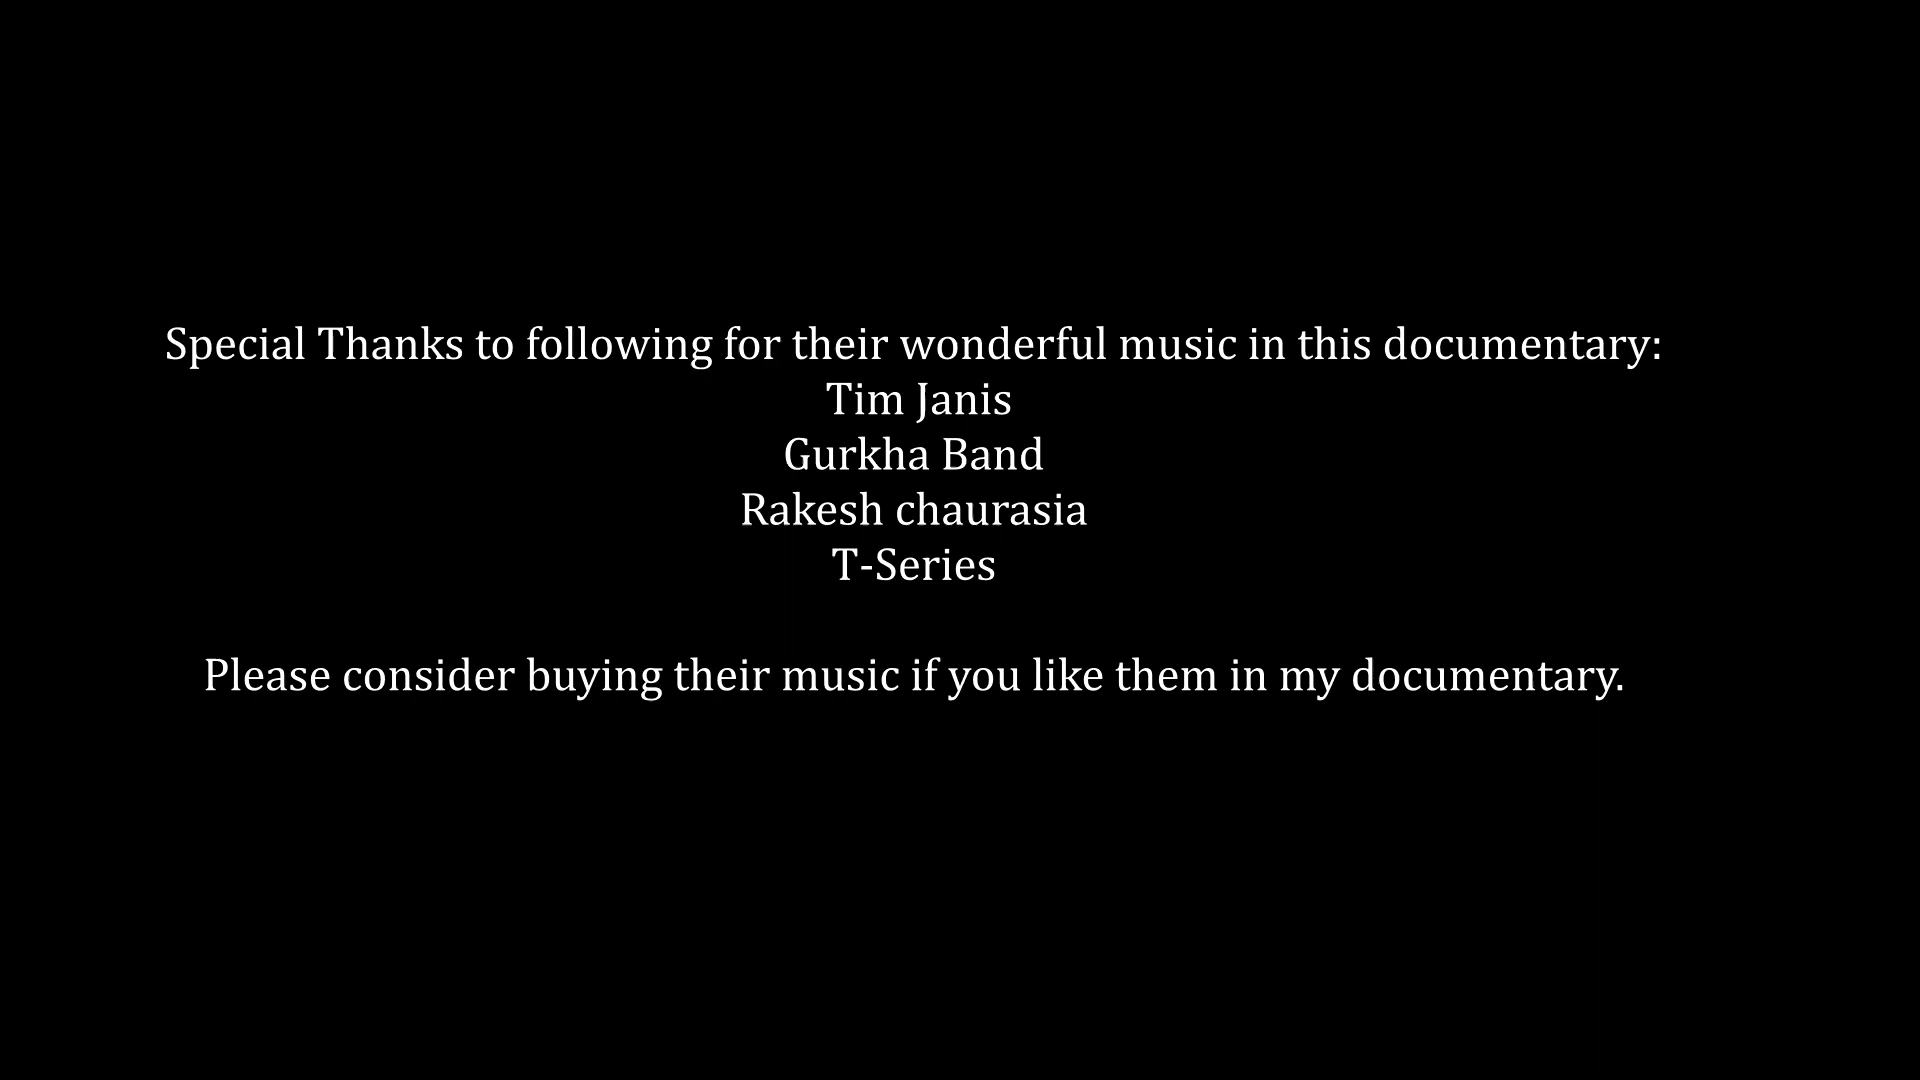 Special Thanks to following for their wonderful music in this documentary:
Tim Janis
Gurkha Band
Rakesh chaurasia
T-Series
Please consider buying their music if you like them in my documentary.